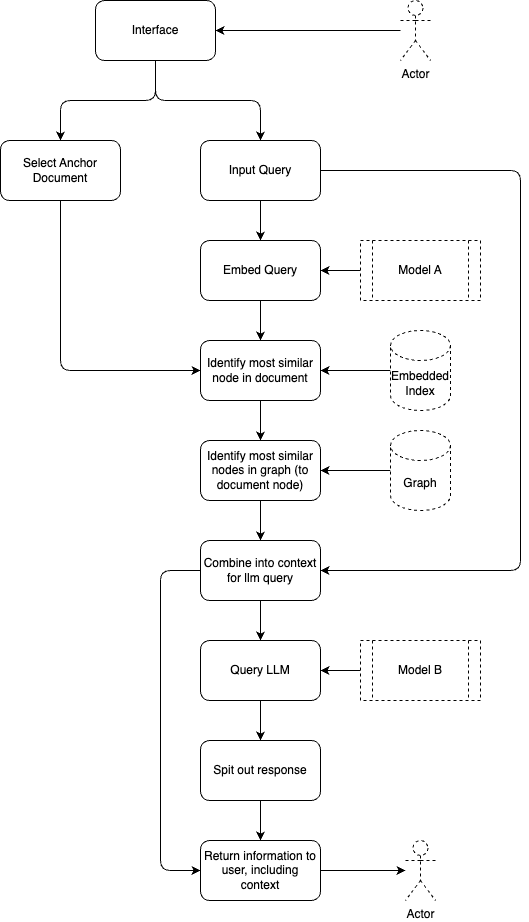 Interface
Actor
Select Anchor
Document
Input Query
Embed Query
Model A
Identify most similar
node in document
Embedded
Index
Identify most similar
nodes in graph (to
document node)
Graph
Combine into context
for llm query
Query LLM
Model B
Spit out response
Return information to
user, including
context
Actor